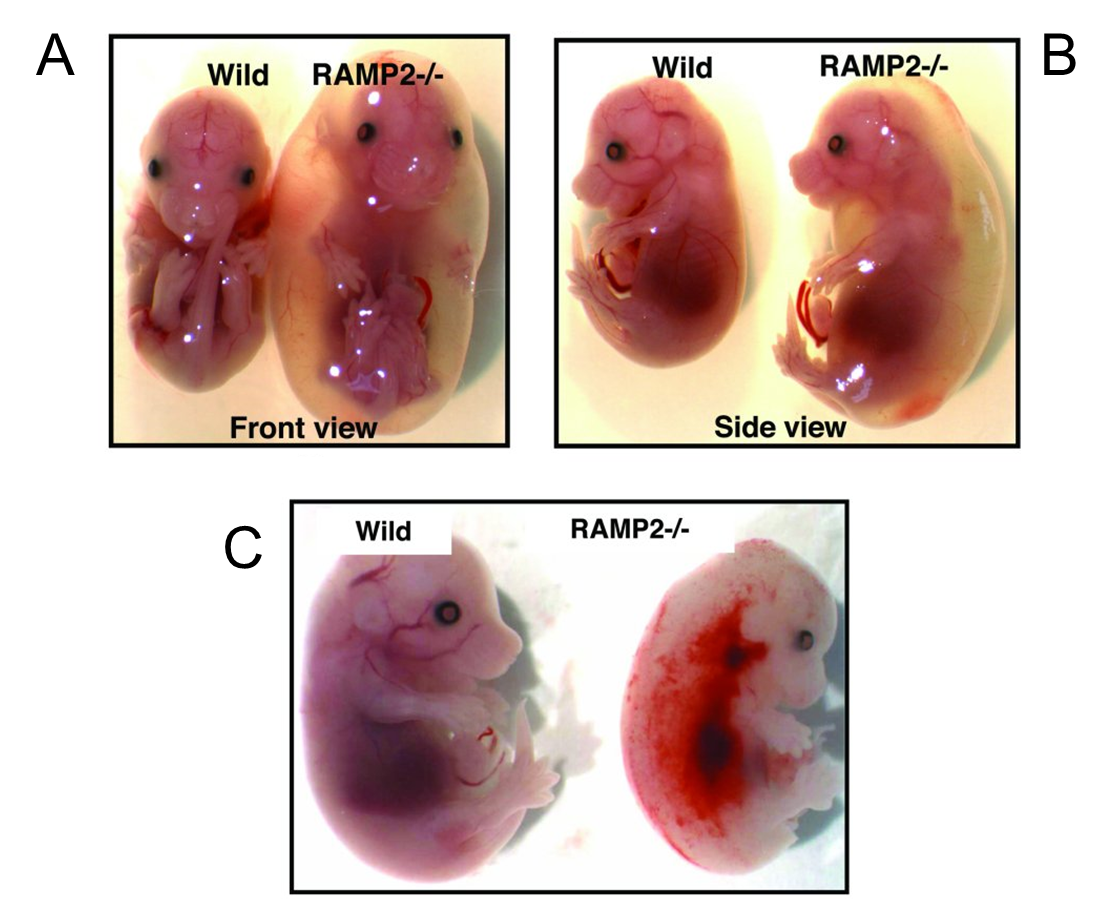 A
Wild RAMP2-/-
Front view
B
Wild RAMP2-/-
Side view
C
Wild RAMP2-/-